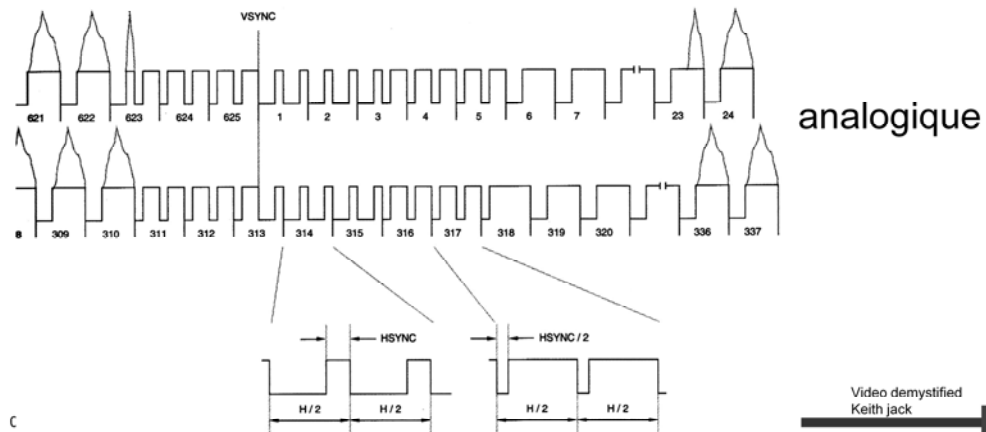 VSYNC
621 622 623 624 625 1 2 3 4 5 6 7 23 24
analogique
8 309 310 311 312 313 314 315 316 317 318 319 320 336 337
HSYNC HSYNC / 2
H / 2 H / 2 H / 2 H / 2
Video demystified
Keith jack
C